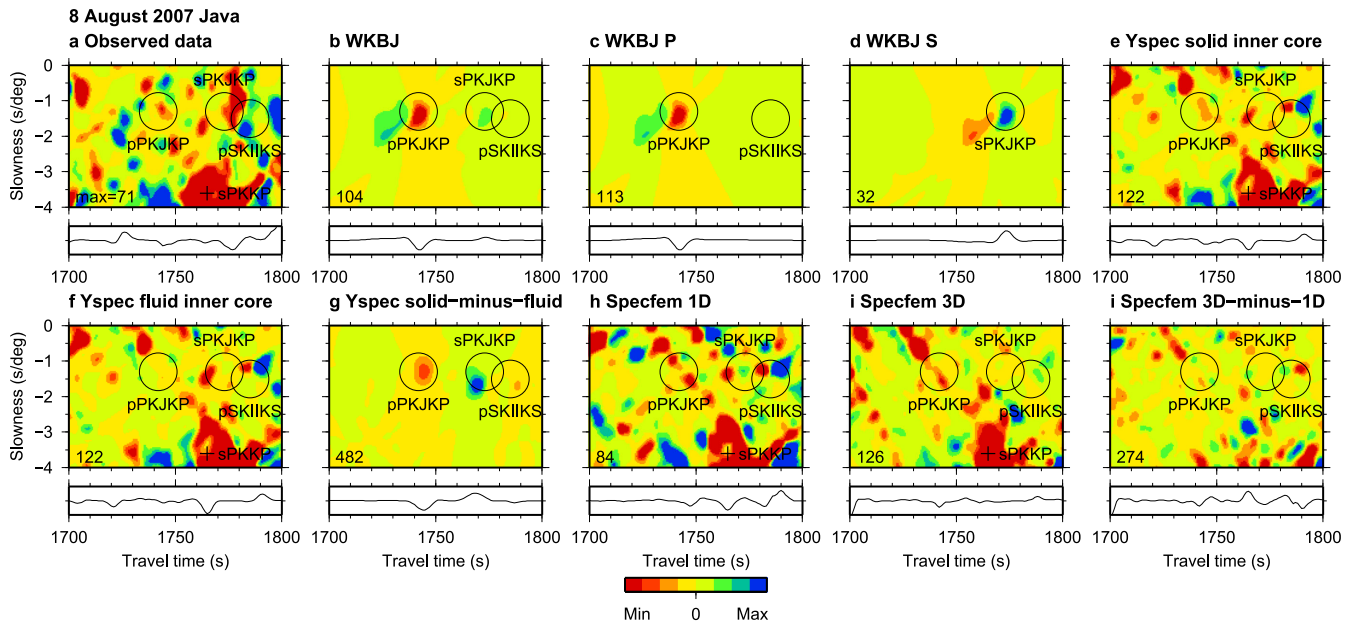 8 August 2007 Java
a Observed data
b WKBJ
c WKBJ P
d WKBJ S
e Yspec solid inner core
Slowness (s/deg)
0
−1
−2
−3
−4
sPKJKP
pPKJKP
pSKIIKS
max=71
sPKKP
sPKJKP
pPKJKP
pSKIIKS
104
pPKJKP
pSKIIKS
113
sPKJKP
32
sPKJKP
pPKJKP
pSKIIKS
122
sPKKP
1700 1750 1800
1700 1750 1800
1700 1750 1800
1700 1750 1800
1700 1750 1800
f Yspec fluid inner core
g Yspec solid−minus−fluid
h Specfem 1D
i Specfem 3D
i Specfem 3D−minus−1D
Slowness (s/deg)
0
−1
−2
−3
−4
sPKJKP
pPKJKP
pSKIIKS
122
sPKKP
sPKJKP
pPKJKP
pSKIIKS
482
sPKJKP
pPKJKP
pSKIIKS
84
sPKKP
sPKJKP
pPKJKP
pSKIIKS
126
sPKKP
sPKJKP
pPKJKP
pSKIIKS
274
1700 1750 1800
1700 1750 1800
1700 1750 1800
1700 1750 1800
1700 1750 1800
Travel time (s)
Travel time (s)
Travel time (s)
Travel time (s)
Travel time (s)
Min 0 Max